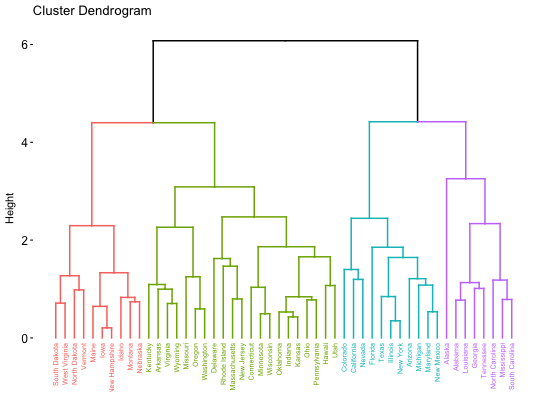 Cluster Dendrogram
6
4
2
0
Height
South Dakota
West Virginia
North Dakota
Vermont
Maine
Iowa
New Hampshire
Idaho
Montana
Nebraska
Kentucky
Arkansas
Virginia
Wyoming
Missouri
Oregon
Washington
Delaware
Rhode Island
Massachusetts
New Jersey
Connecticut
Minnesota
Wisconsin
Oklahoma
Indiana
Kansas
Ohio
Pennsylvania
Hawaii
Utah
Colorado
California
Nevada
Florida
Texas
Illinois
New York
Arizona
Michigan
Maryland
New Mexico
Alaska
Alabama
Louisiana
Georgia
Tennessee
North Carolina
Mississippi
South Carolina